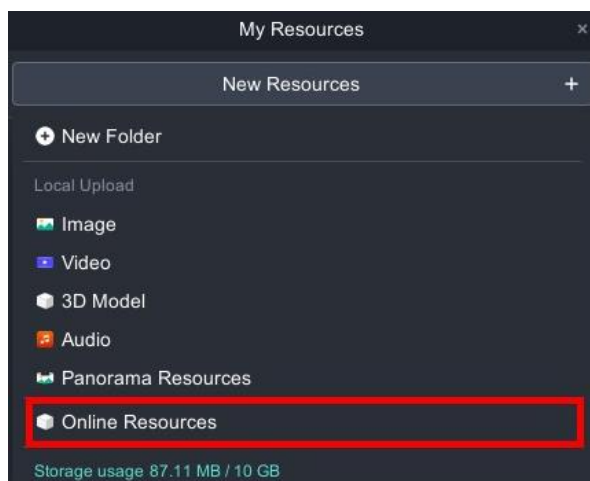 My Resources
×
New Resources
+
New Folder
Local Upload
Image
Video
3D Model
Audio
Panorama Resources
Online Resources
Storage usage 87.11 MB / 10 GB